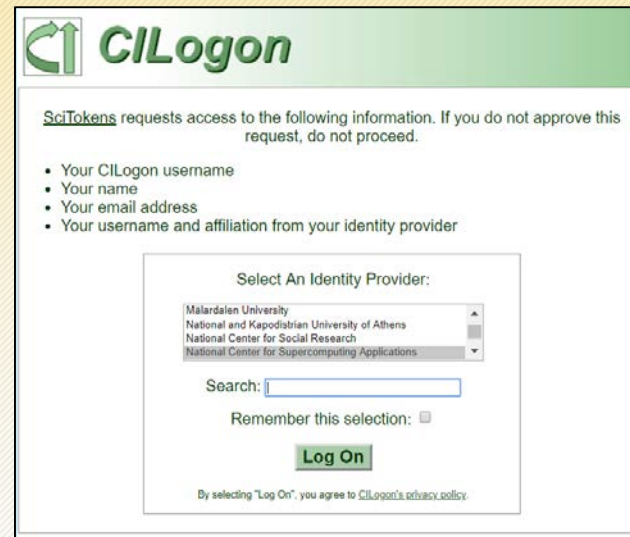 CILogon
SciTokens requests access to the following information. If you do not approve this
request, do not proceed.
• Your CILogon username
• Your name
• Your email address
• Your username and affiliation from your identity provider
Select An Identity Provider:
Mälardalen University
National and Kapodistrian University of Athens
National Center for Social Research
National Center for Supercomputing Applications
Search:
Remember this selection:
Log On
By selecting "Log On", you agree to CILogon's privacy policy.